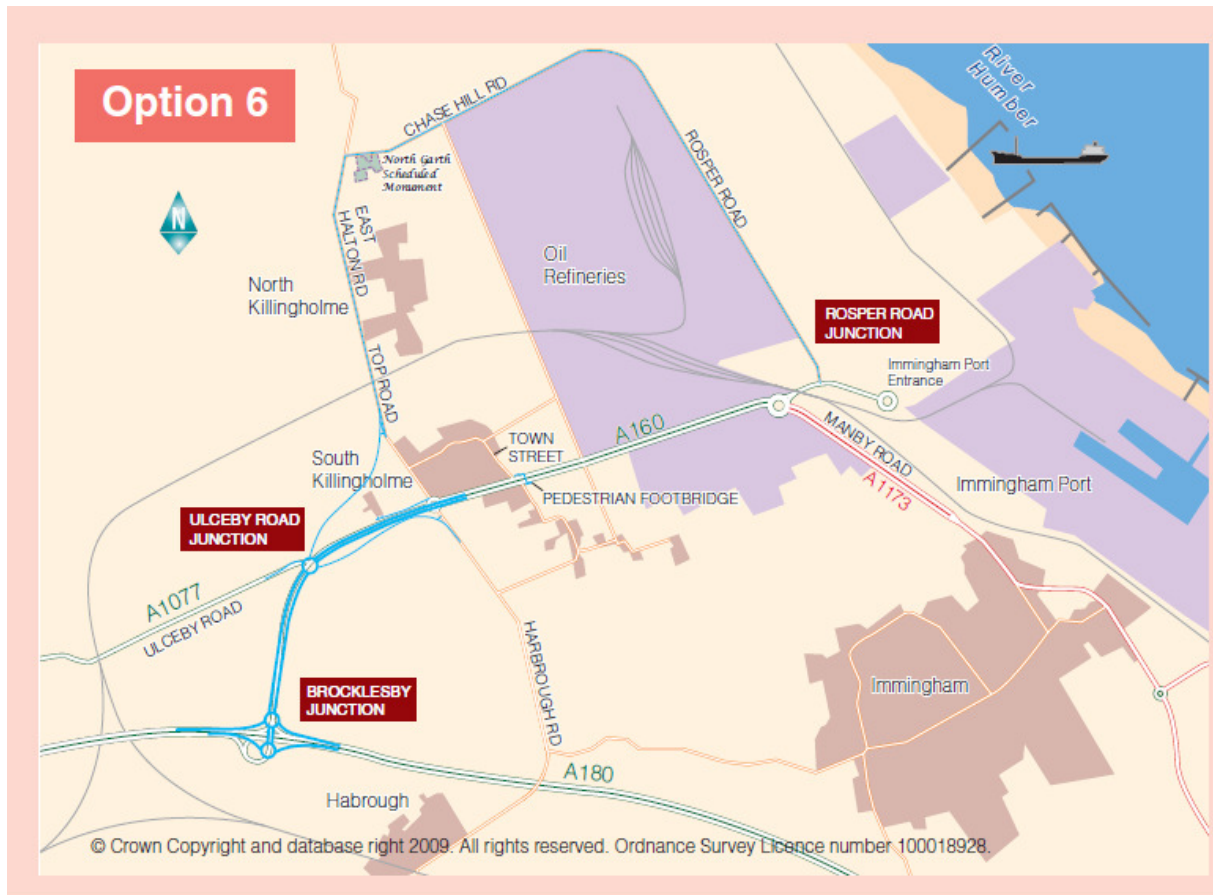 Option 6
River
Humber
CHASE HILL RD
North Garth
Scheduled
Monument
ROSPER ROAD
N
EAST
HALTON RD
Oil
Refineries
North
Killingholme
ROSPER ROAD
JUNCTION
Immingham Port
Entrance
TOP ROAD
A160
MANBY ROAD
TOWN
STREET
South
Killingholme
A1173
Immingham Port
PEDESTRIAN FOOTBRIDGE
ULCEBY ROAD
JUNCTION
A1077
ULCEBY ROAD
HARBROUGH RD
BROCKLESBY
JUNCTION
Immingham
A180
Habrough
© Crown Copyright and database right 2009. All rights reserved. Ordnance Survey Licence number 100018928.